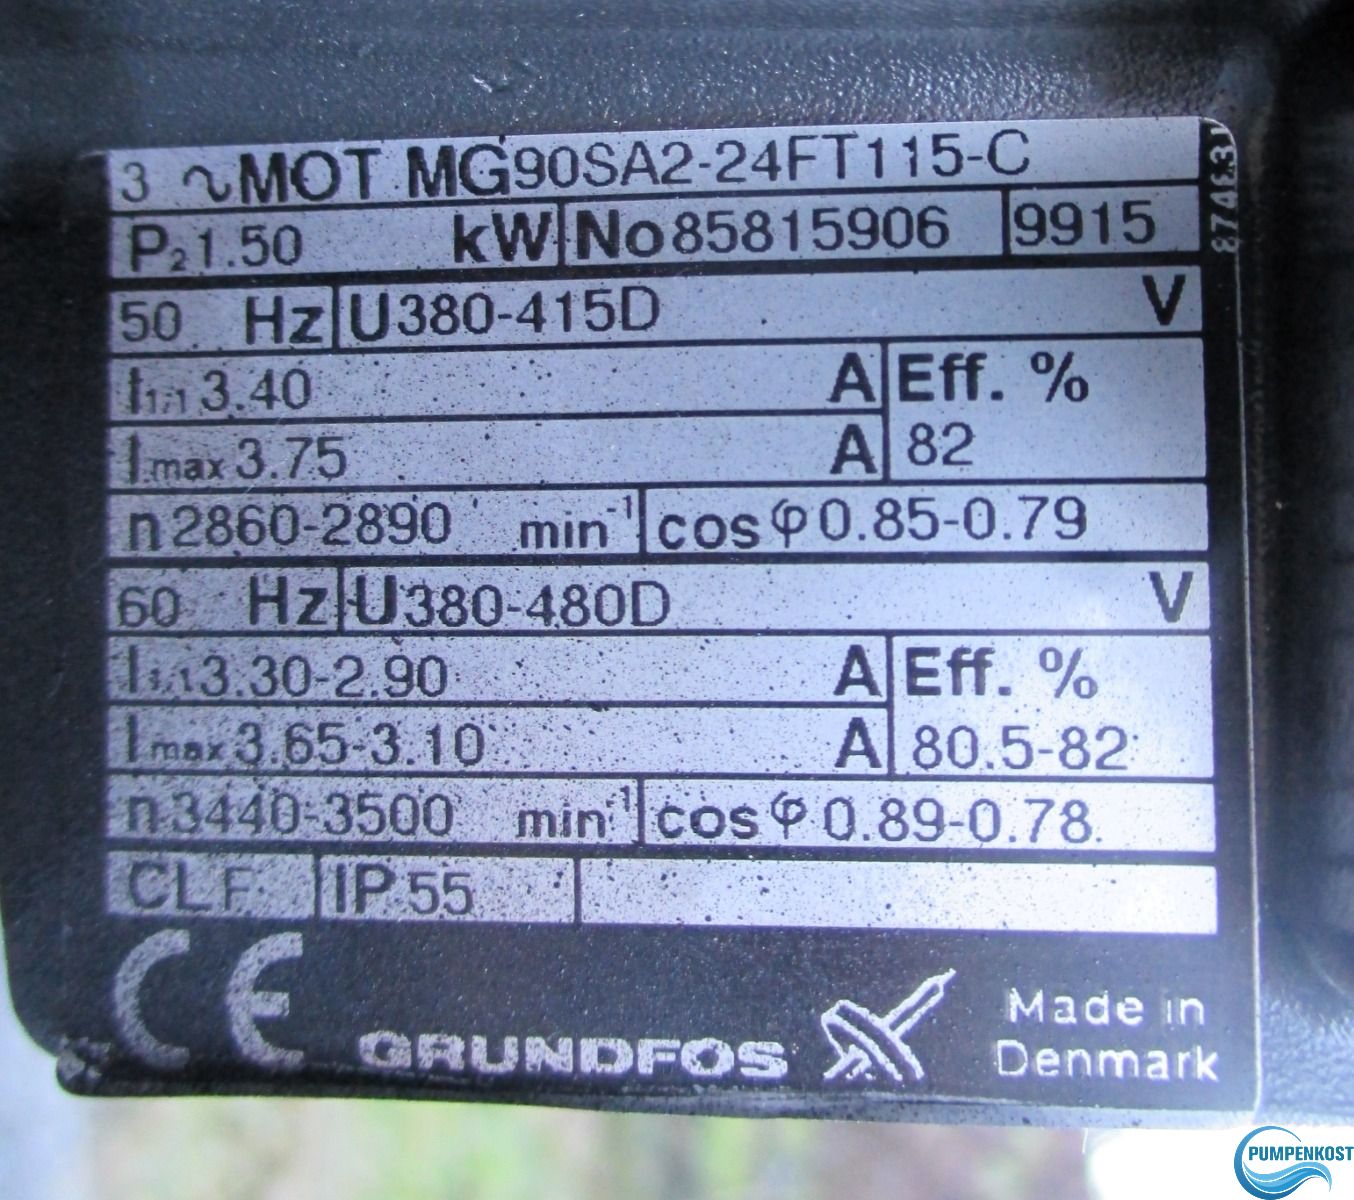 3 ~MOT MG90SA2-24FT115-C
P2 1.50 kW No 85815906 9915
50 Hz U 380-415D V
I1/1 3.40 A Eff. %
Imax 3.75 A 82
n 2860-2890 min-1 cos φ 0.85-0.79
60 Hz U 380-480D V
I1/1 3.30-2.90 A Eff. %
Imax 3.65-3.10 A 80.5-82
n 3440-3500 min-1 cos φ 0.89-0.78
CL F IP 55
CE GRUNDFOS Made in
Denmark
PUMPENKOST